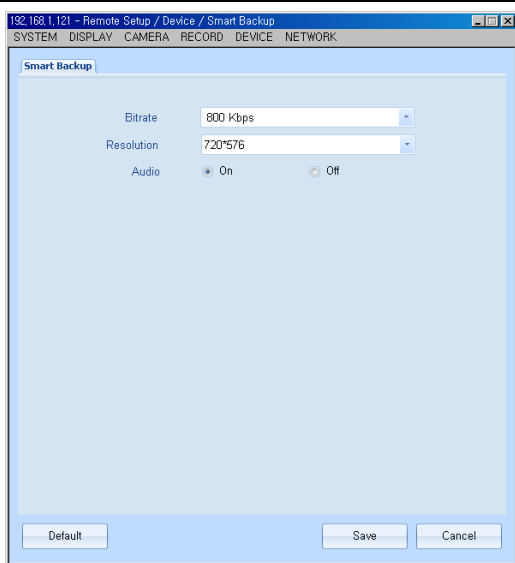 192,168,1,121 - Remote Setup / Device / Smart Backup
SYSTEM DISPLAY CAMERA RECORD DEVICE NETWORK
Smart Backup
Bitrate 800 Kbps
Resolution 720*576
Audio On Off
Default Save Cancel